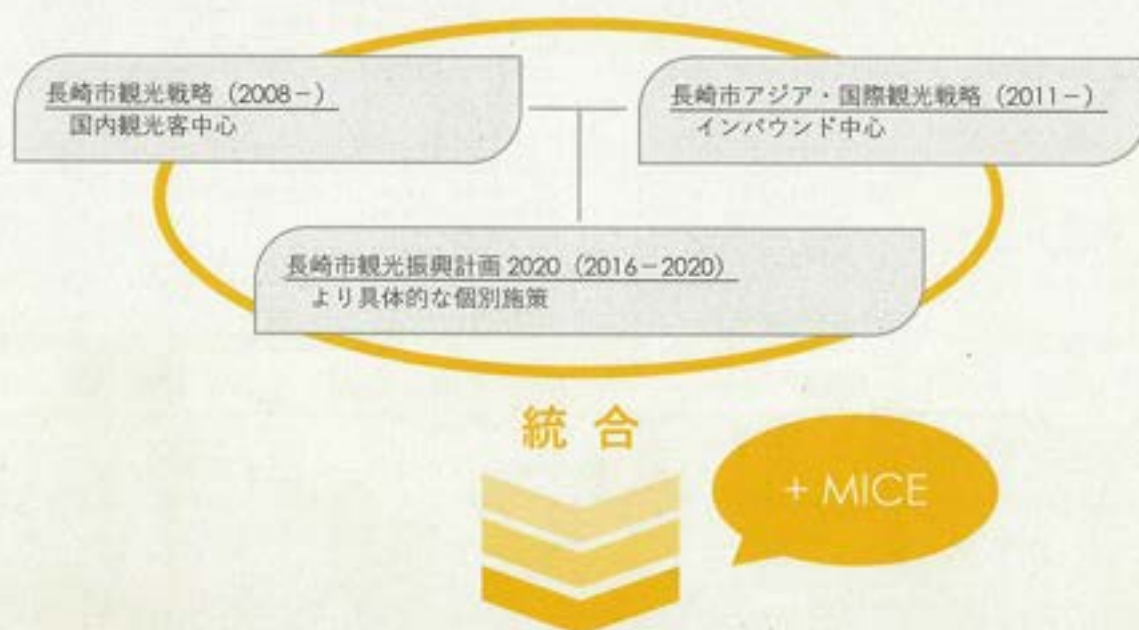 長崎市観光戦略（2008－）
国内観光客中心
長崎市アジア・国際観光戦略（2011－）
インバウンド中心
長崎市観光振興計画 2020（2016－2020）
より具体的な個別施策
統 合
+ MICE